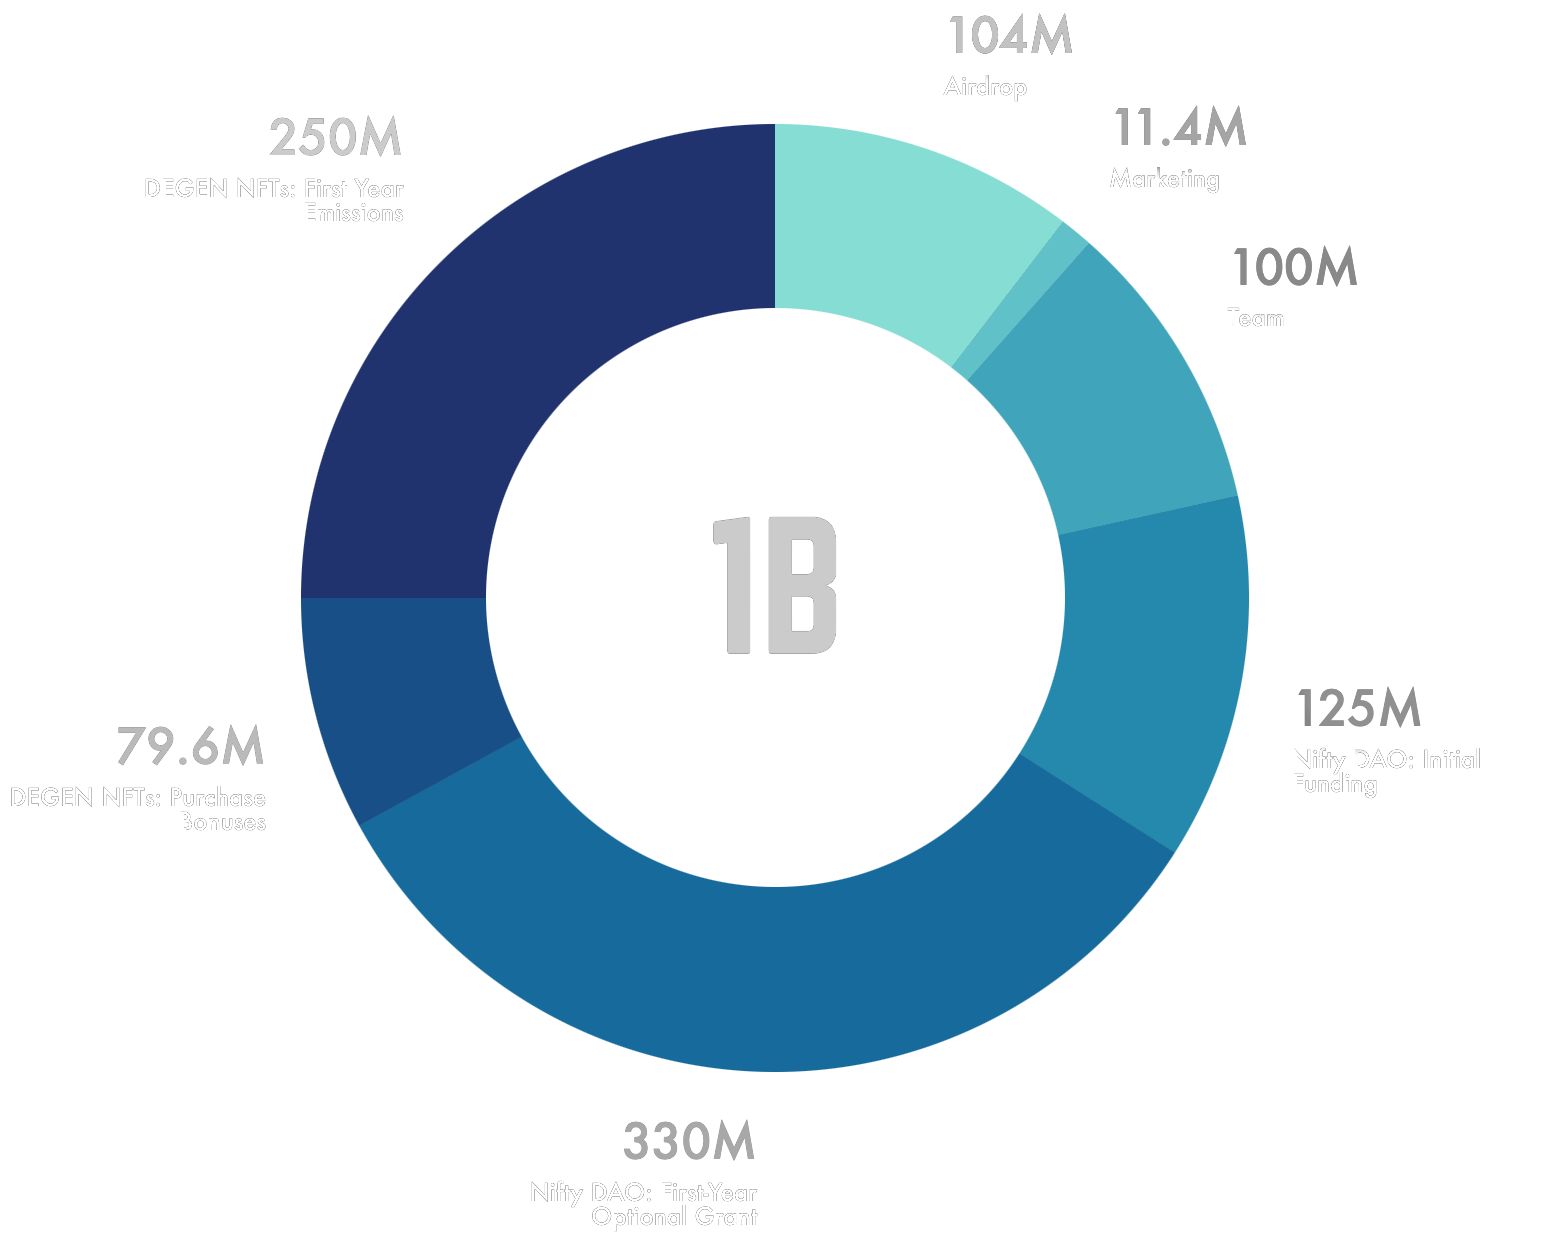 104M
Airdrop
11.4M
Marketing
100M
Team
125M
Nifty DAO: Initial
Funding
330M
Nifty DAO: First-Year
Optional Grant
79.6M
DEGEN NFTs: Purchase
Bonuses
250M
DEGEN NFTs: First Year
Emissions
1B